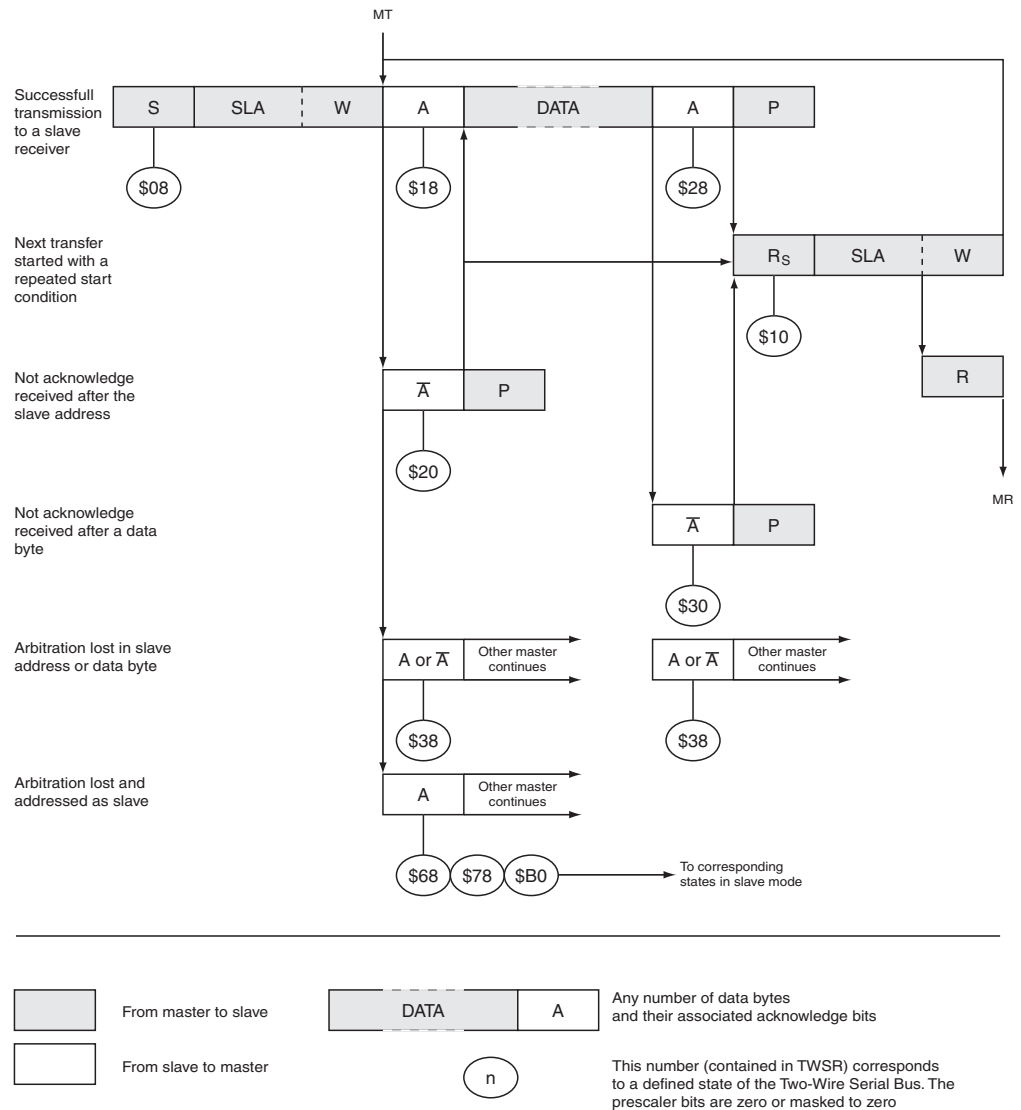 MT
Successfull
transmission
to a slave
receiver
S SLA W A DATA A P
$08 $18 $28
Next transfer
started with a
repeated start
condition
RS SLA W
$10
Not acknowledge
received after the
slave address
A̅ P
R
$20
MR
Not acknowledge
received after a data
byte
A̅ P
$30
Arbitration lost in slave
address or data byte
A or A̅
Other master
continues
A or A̅
Other master
continues
$38 $38
Arbitration lost and
addressed as slave
A
Other master
continues
$68 $78 $B0
To corresponding
states in slave mode
From master to slave
DATA A
Any number of data bytes
and their associated acknowledge bits
From slave to master
n
This number (contained in TWSR) corresponds
to a defined state of the Two-Wire Serial Bus. The
prescaler bits are zero or masked to zero